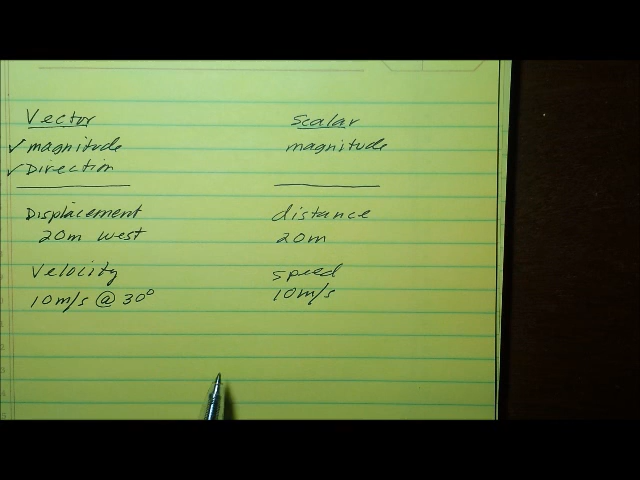 Vector
✓ magnitude
✓ Direction
Displacement
20m west
Velocity
10m/s @ 30°
Scalar
magnitude
distance
20m
speed
10m/s